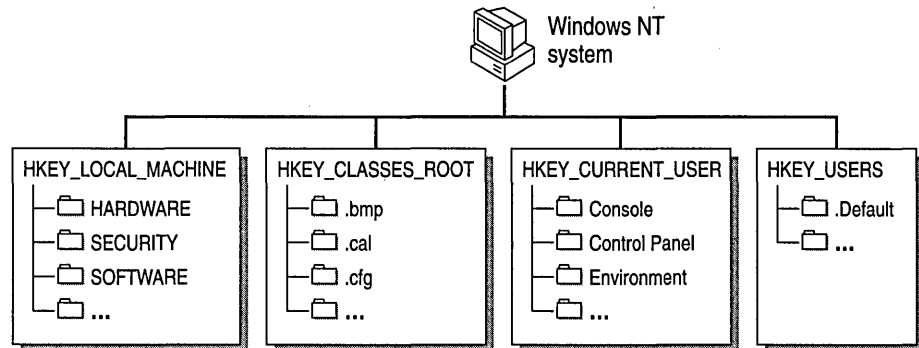 Windows NT
system
HKEY_LOCAL_MACHINE
HARDWARE
SECURITY
SOFTWARE
...
HKEY_CLASSES_ROOT
.bmp
.cal
.cfg
...
HKEY_CURRENT_USER
Console
Control Panel
Environment
...
HKEY_USERS
.Default
...